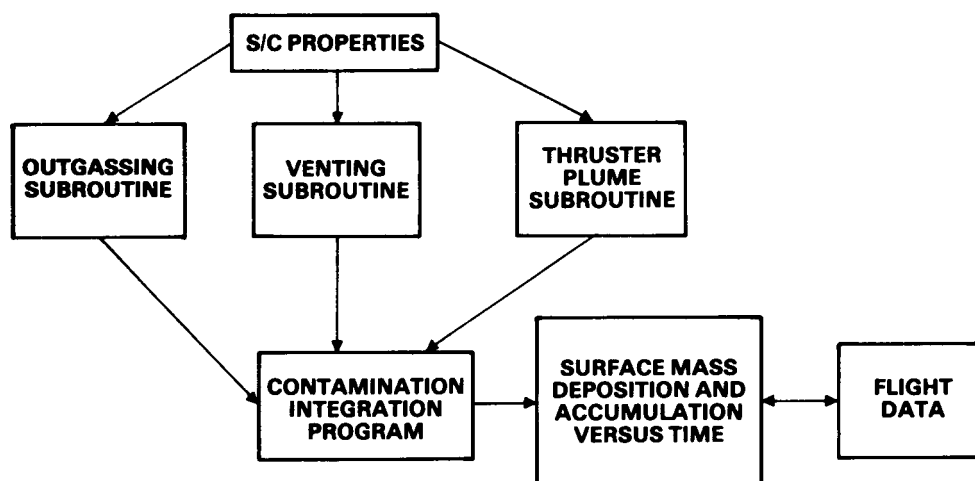 S/C PROPERTIES
OUTGASSING
SUBROUTINE
VENTING
SUBROUTINE
THRUSTER
PLUME
SUBROUTINE
CONTAMINATION
INTEGRATION
PROGRAM
SURFACE MASS
DEPOSITION AND
ACCUMULATION
VERSUS TIME
FLIGHT
DATA